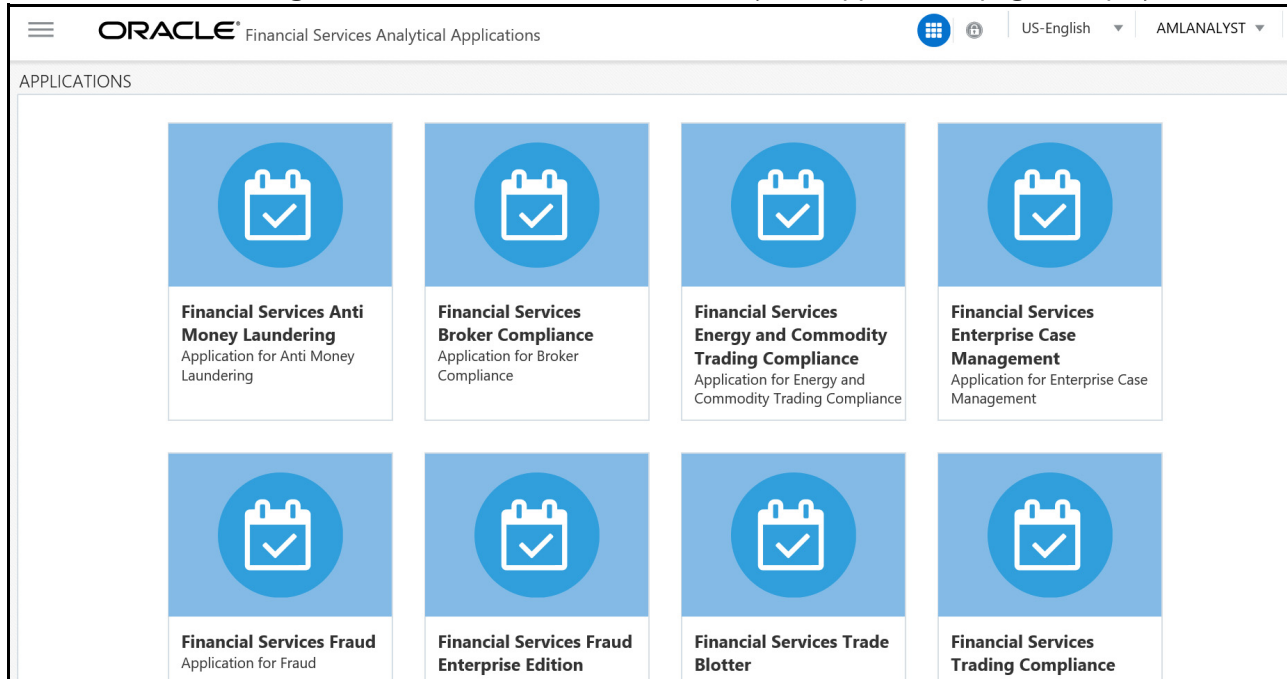 ORACLE® Financial Services Analytical Applications
US-English
AMLANALYST
APPLICATIONS
Financial Services Anti
Money Laundering
Application for Anti Money
Laundering
Financial Services
Broker Compliance
Application for Broker
Compliance
Financial Services
Energy and Commodity
Trading Compliance
Application for Energy and
Commodity Trading Compliance
Financial Services
Enterprise Case
Management
Application for Enterprise Case
Management
Financial Services Fraud
Application for Fraud
Financial Services Fraud
Enterprise Edition
Financial Services Trade
Blotter
Financial Services
Trading Compliance